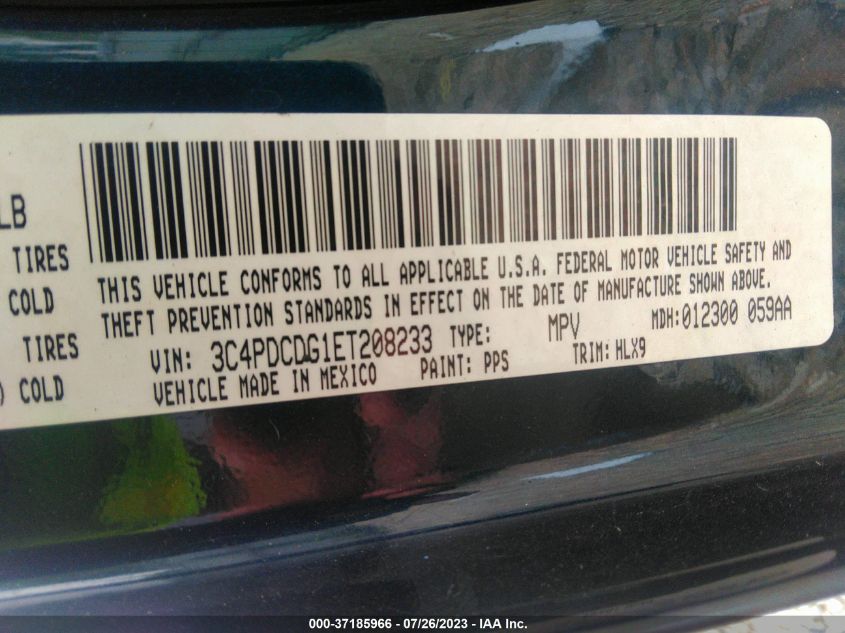 LB
TIRES
COLD
TIRES
) COLD
THIS VEHICLE CONFORMS TO ALL APPLICABLE U.S.A. FEDERAL MOTOR VEHICLE SAFETY AND
THEFT PREVENTION STANDARDS IN EFFECT ON THE DATE OF MANUFACTURE SHOWN ABOVE.
VIN: 3C4PDCDG1ET208233 TYPE: MPV MDH:012300 059AA
VEHICLE MADE IN MEXICO PAINT: PPS TRIM: HLX9
000-37185966 - 07/26/2023 - IAA Inc.